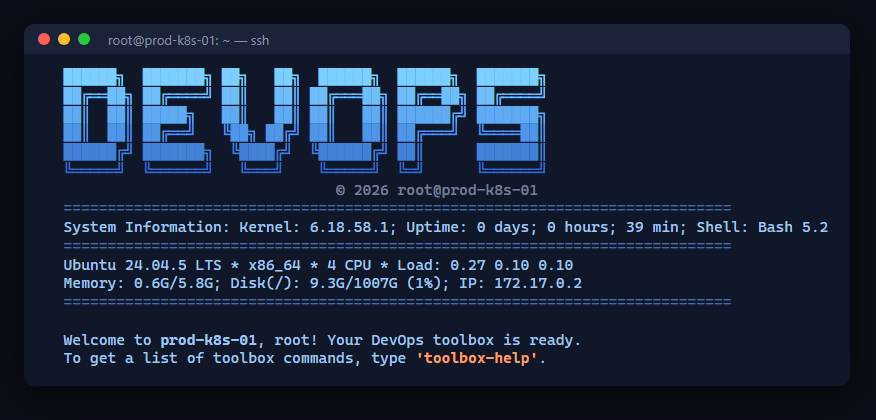 root@prod-k8s-01: ~ — ssh
DEVOPS
© 2026 root@prod-k8s-01
============================================================================
System Information: Kernel: 6.18.58.1; Uptime: 0 days; 0 hours; 39 min; Shell: Bash 5.2
============================================================================
Ubuntu 24.04.5 LTS * x86_64 * 4 CPU * Load: 0.27 0.10 0.10
Memory: 0.6G/5.8G; Disk(/): 9.3G/1007G (1%); IP: 172.17.0.2
============================================================================
Welcome to prod-k8s-01, root! Your DevOps toolbox is ready.
To get a list of toolbox commands, type 'toolbox-help'.